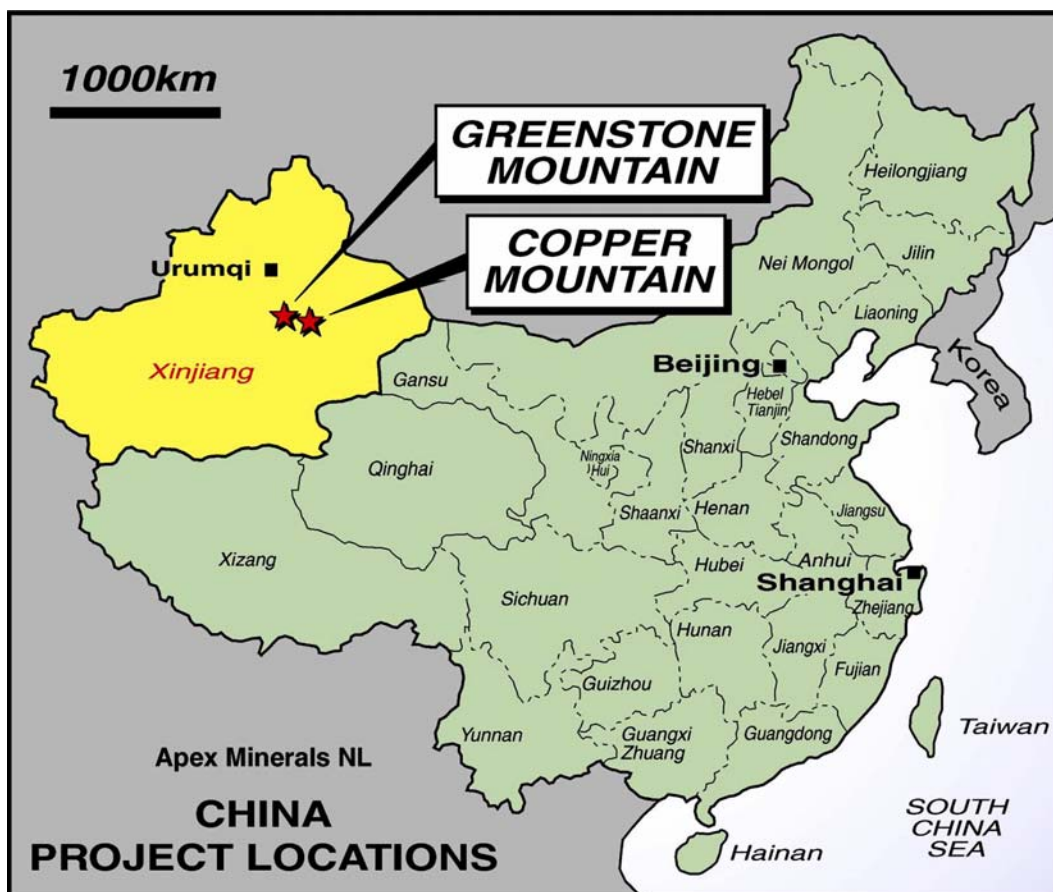 1000km
GREENSTONE
MOUNTAIN
COPPER
MOUNTAIN
Heilongjiang
Jilin
Nei Mongol
Liaoning
Urumqi
Korea
Beijing
Xinjiang
Gansu
Hebel
Tianjin
Shandong
Ningxia
Hui
Shanxi
Qinghai
Jiangsu
Shaanxi
Henan
Xizang
Hubei
Anhui
Shanghai
Sichuan
Zhejiang
Hunan
Jiangxi
Fujian
Guizhou
Yunnan
Guangxi
Zhuang
Guangdong
Taiwan
Apex Minerals NL
CHINA
PROJECT LOCATIONS
SOUTH
CHINA
SEA
Hainan